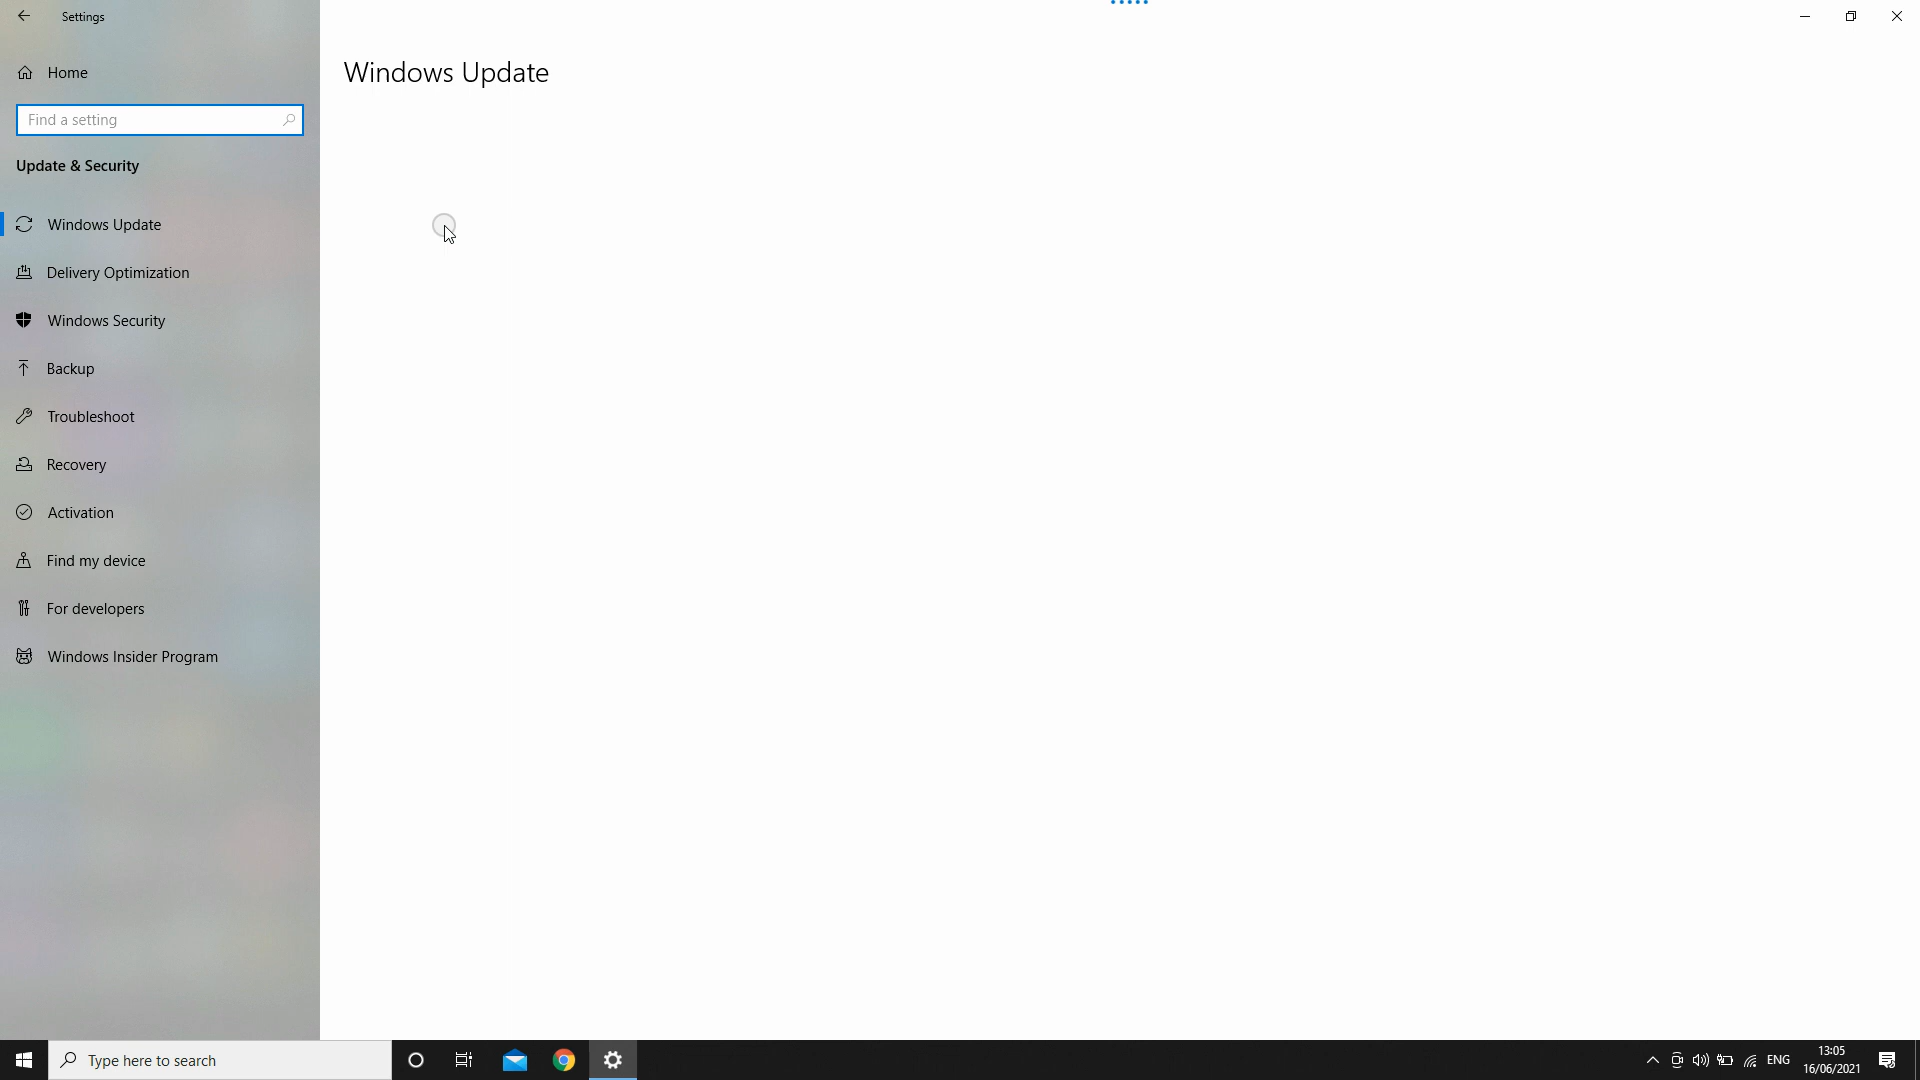 Settings
Home
Find a setting
Update & Security
Windows Update
Delivery Optimization
Windows Security
Backup
Troubleshoot
Recovery
Activation
Find my device
For developers
Windows Insider Program
Windows Update
Type here to search
ENG
13:05
16/06/2021